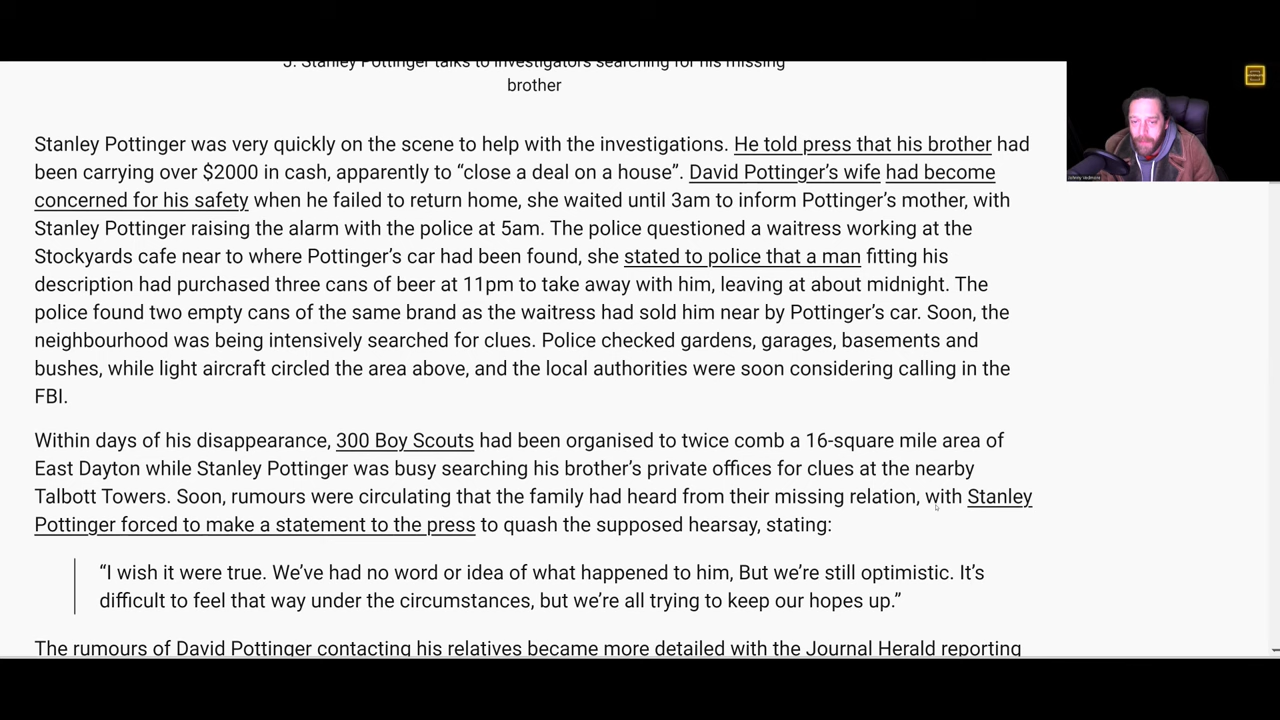 J. Stanley Pottinger talks to investigators searching for his missing
brother
Stanley Pottinger was very quickly on the scene to help with the investigations. He told press that his brother had
been carrying over $2000 in cash, apparently to “close a deal on a house”. David Pottinger’s wife had become
concerned for his safety when he failed to return home, she waited until 3am to inform Pottinger’s mother, with
Stanley Pottinger raising the alarm with the police at 5am. The police questioned a waitress working at the
Stockyards cafe near to where Pottinger’s car had been found, she stated to police that a man fitting his
description had purchased three cans of beer at 11pm to take away with him, leaving at about midnight. The
police found two empty cans of the same brand as the waitress had sold him near by Pottinger’s car. Soon, the
neighbourhood was being intensively searched for clues. Police checked gardens, garages, basements and
bushes, while light aircraft circled the area above, and the local authorities were soon considering calling in the
FBI.
Within days of his disappearance, 300 Boy Scouts had been organised to twice comb a 16-square mile area of
East Dayton while Stanley Pottinger was busy searching his brother’s private offices for clues at the nearby
Talbott Towers. Soon, rumours were circulating that the family had heard from their missing relation, with Stanley
Pottinger forced to make a statement to the press to quash the supposed hearsay, stating:
“I wish it were true. We’ve had no word or idea of what happened to him, But we’re still optimistic. It’s
difficult to feel that way under the circumstances, but we’re all trying to keep our hopes up.”
The rumours of David Pottinger contacting his relatives became more detailed with the Journal Herald reporting